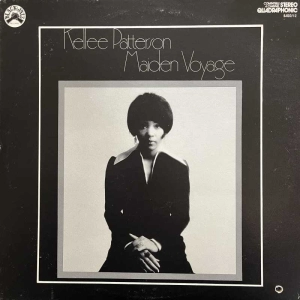 Kellee Patterson
Maiden Voyage
STEREO
QUADRAPHONIC